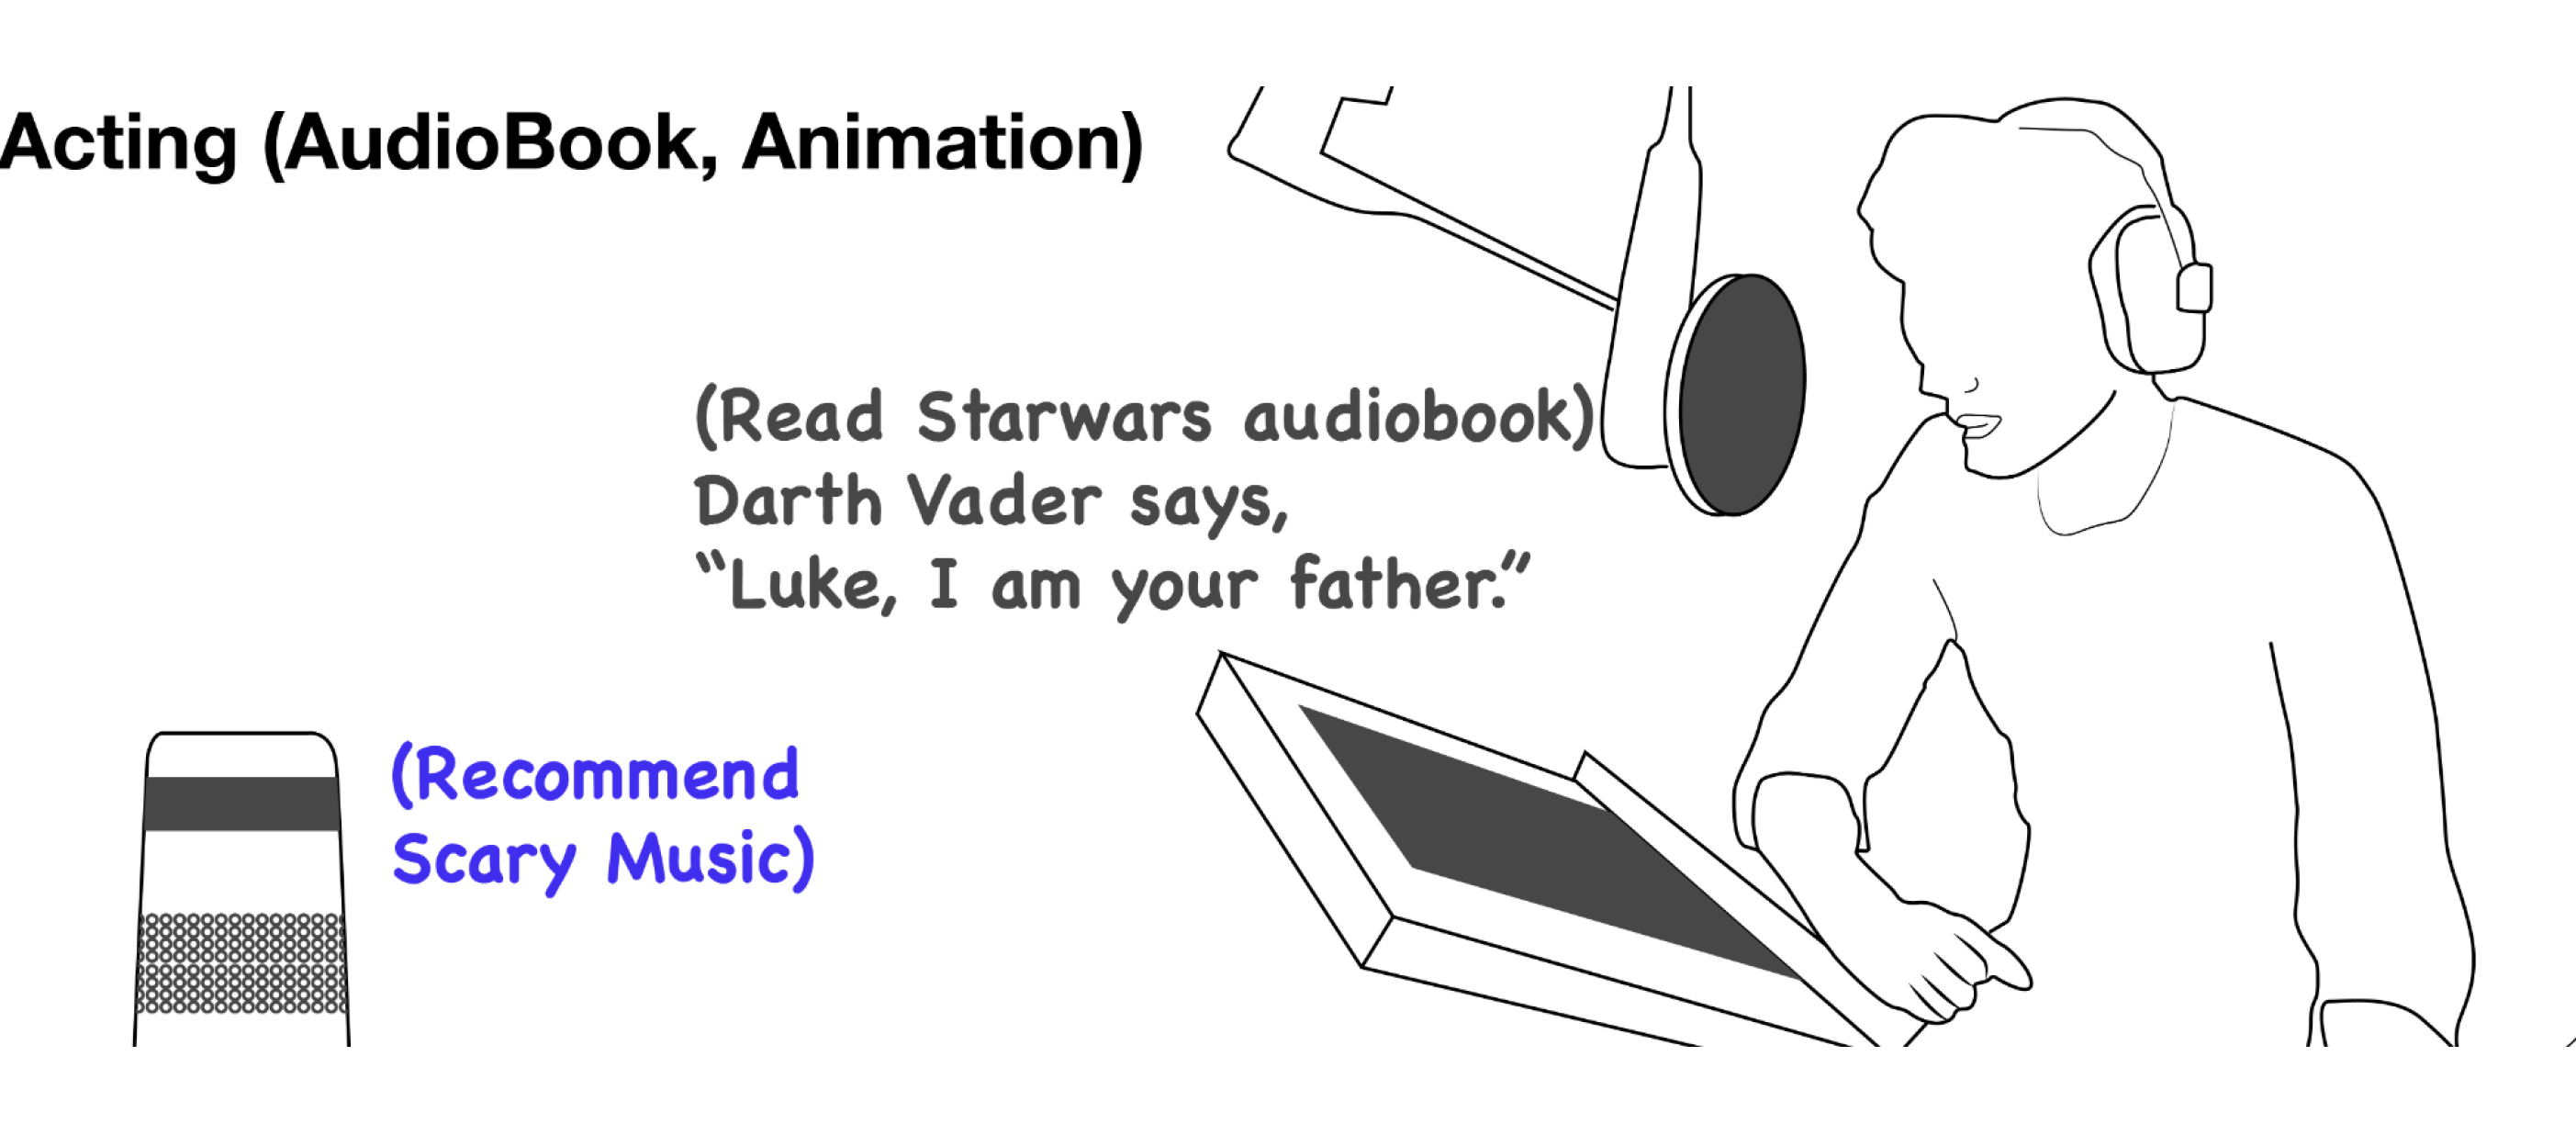 Acting (AudioBook, Animation)
(Read Starwars audiobook)
Darth Vader says,
“Luke, I am your father.”
(Recommend
Scary Music)